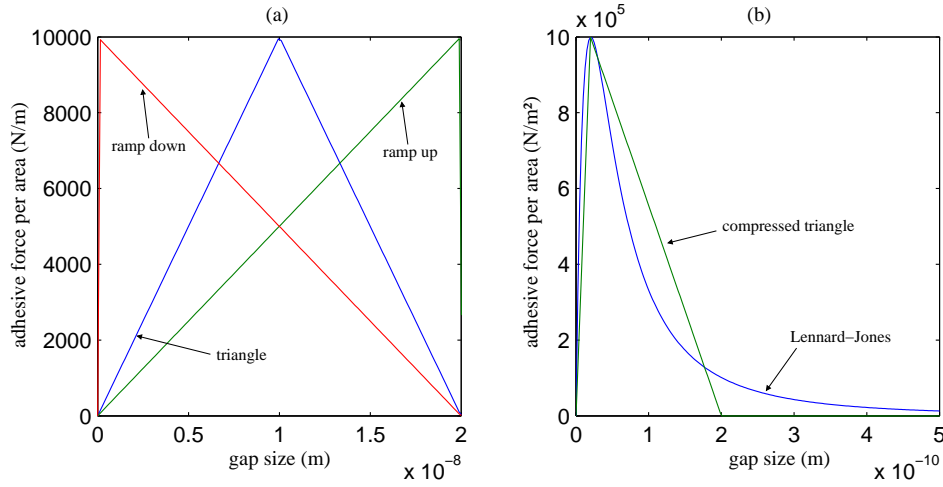 (a)
adhesive force per area (N/m)
10000
8000
6000
4000
2000
0
ramp down
ramp up
triangle
0
0.5
1
1.5
2
gap size (m)
x 10⁻⁸
(b)
x 10⁵
adhesive force per area (N/m²)
10
8
6
4
2
0
compressed triangle
Lennard−Jones
0
1
2
3
4
5
gap size (m)
x 10⁻¹⁰